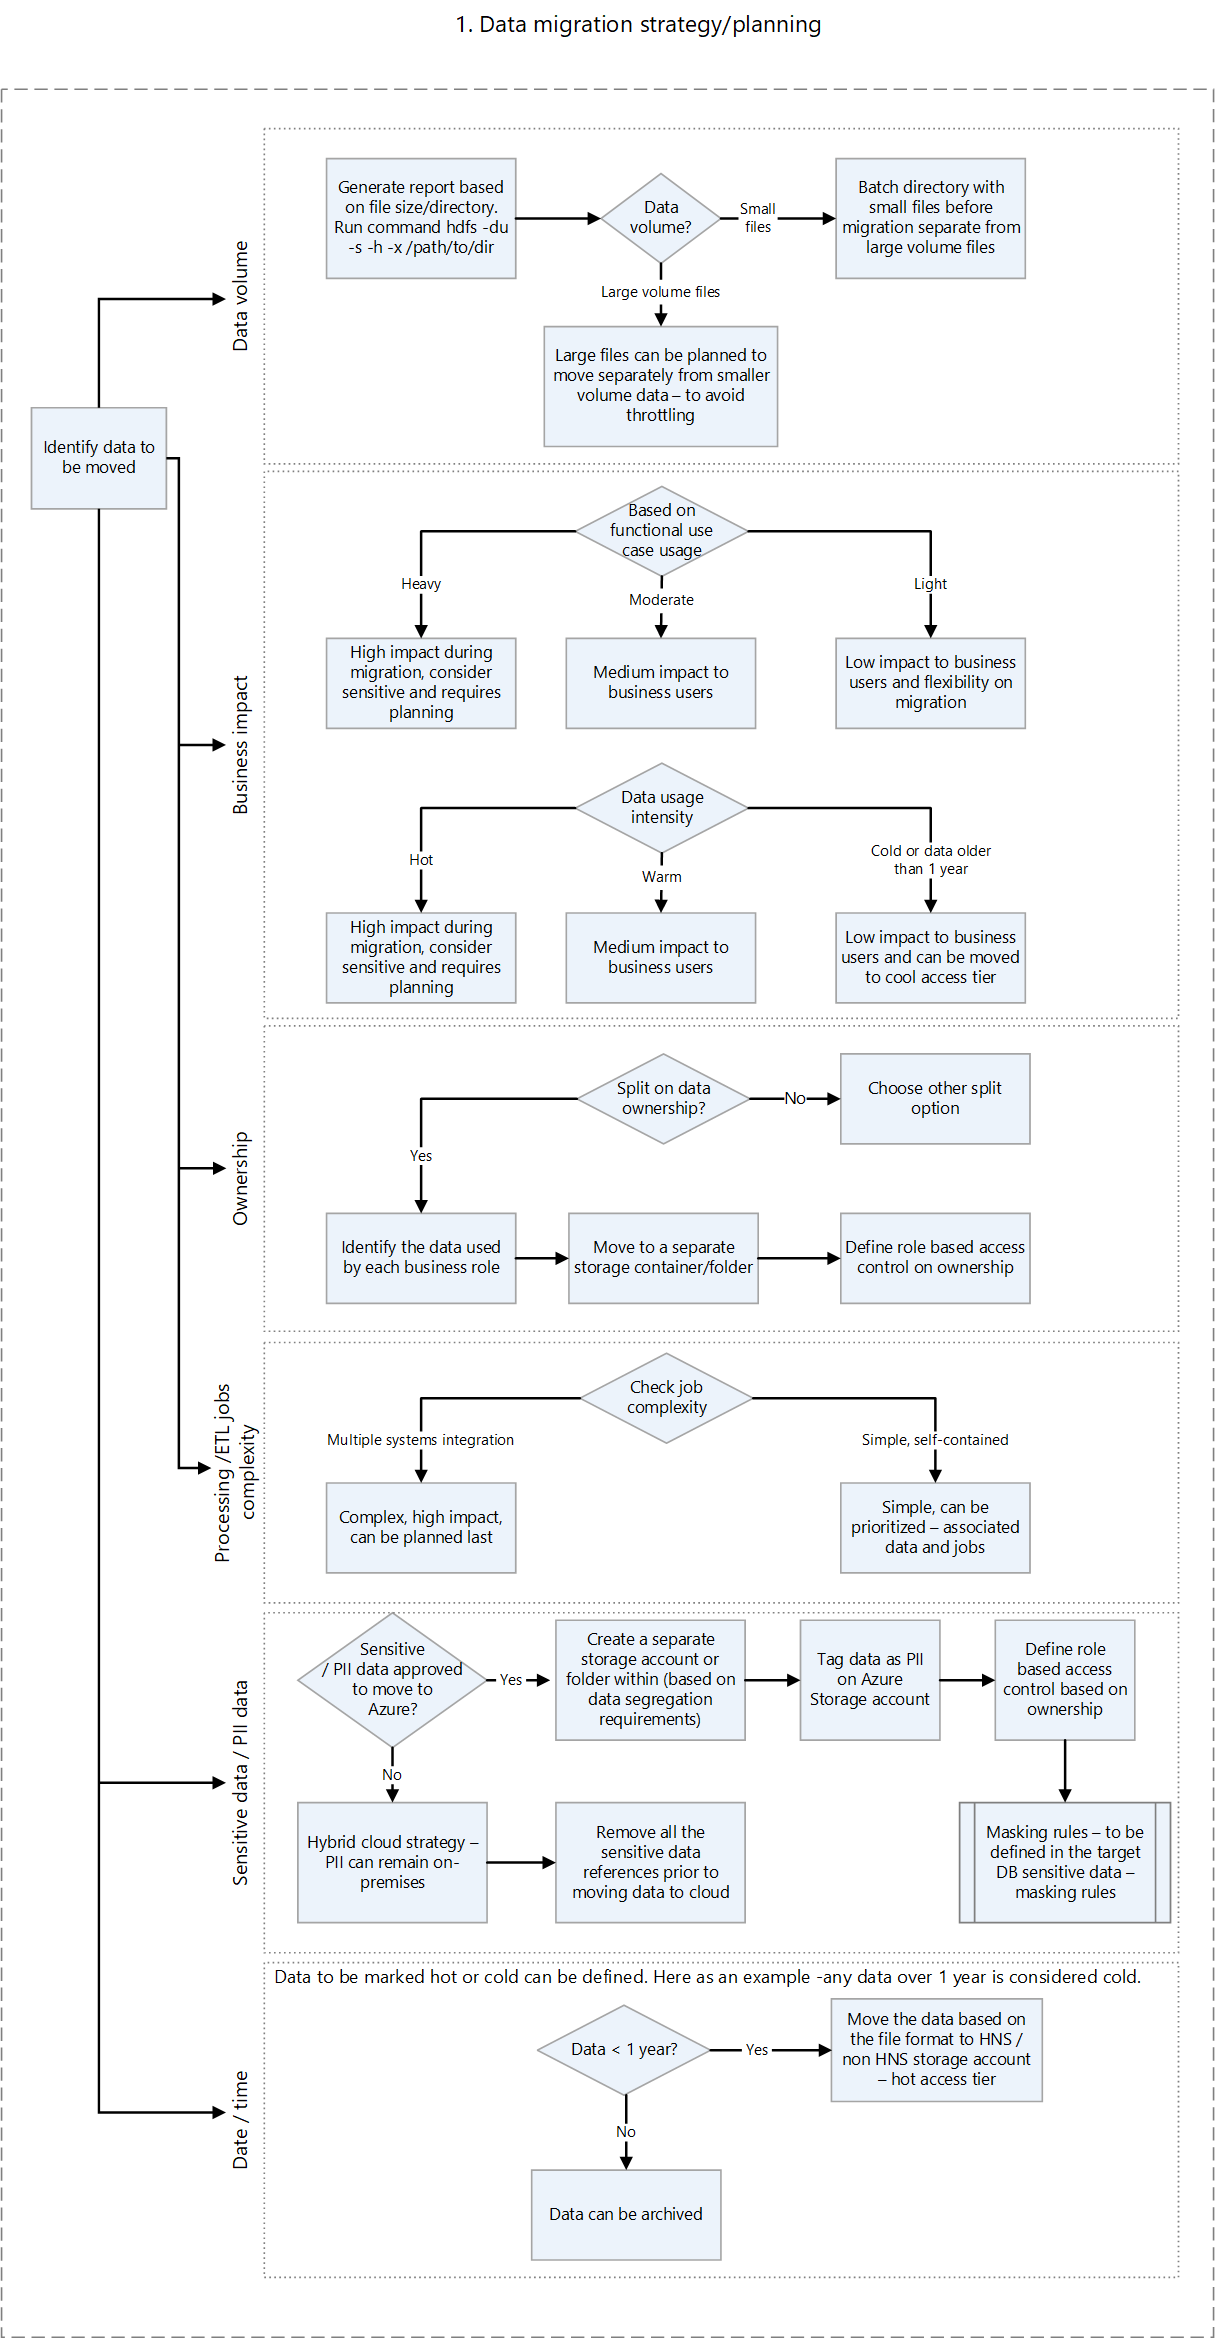 1. Data migration strategy/planning
Data volume
Generate report based
on file size/directory.
Run command hdfs -du
-s -h -x /path/to/dir
Data
volume?
Small
files
Batch directory with
small files before
migration separate from
large volume files
Large volume files
Large files can be planned to
move separately from smaller
volume data – to avoid
throttling
Identify data to
be moved
Business impact
Based on
functional use
case usage
Heavy
Moderate
Light
High impact during
migration, consider
sensitive and requires
planning
Medium impact to
business users
Low impact to business
users and flexibility on
migration
Data usage
intensity
Hot
Warm
Cold or data older
than 1 year
High impact during
migration, consider
sensitive and requires
planning
Medium impact to
business users
Low impact to business
users and can be moved
to cool access tier
Ownership
Split on data
ownership?
No
Choose other split
option
Yes
Identify the data used
by each business role
Move to a separate
storage container/folder
Define role based access
control on ownership
Processing /ETL jobs
complexity
Check job
complexity
Multiple systems integration
Simple, self-contained
Complex, high impact,
can be planned last
Simple, can be
prioritized – associated
data and jobs
Sensitive data / PII data
Sensitive
/ PII data approved
to move to
Azure?
Yes
Create a separate
storage account or
folder within (based on
data segregation
requirements)
Tag data as PII
on Azure
Storage account
Define role
based access
control based on
ownership
No
Hybrid cloud strategy –
PII can remain on-
premises
Remove all the
sensitive data
references prior to
moving data to cloud
Masking rules – to be
defined in the target
DB sensitive data –
masking rules
Date / time
Data to be marked hot or cold can be defined. Here as an example -any data over 1 year is considered cold.
Data < 1 year?
Yes
Move the data based on
the file format to HNS /
non HNS storage account
– hot access tier
No
Data can be archived